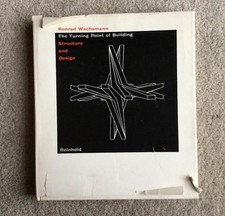 Konrad Wachsmann
The Turning Point of Building
Structure
and
Design
Reinhold